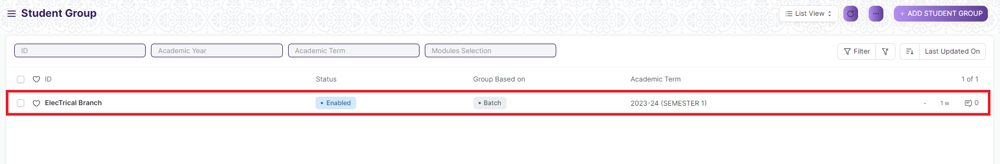 Student Group
List View
+ ADD STUDENT GROUP
ID
Academic Year
Academic Term
Modules Selection
Filter
Last Updated On
ID
Status
Group Based on
Academic Term
1 of 1
ElecTrical Branch
• Enabled
• Batch
2023-24 (SEMESTER 1)
-
1 w
0